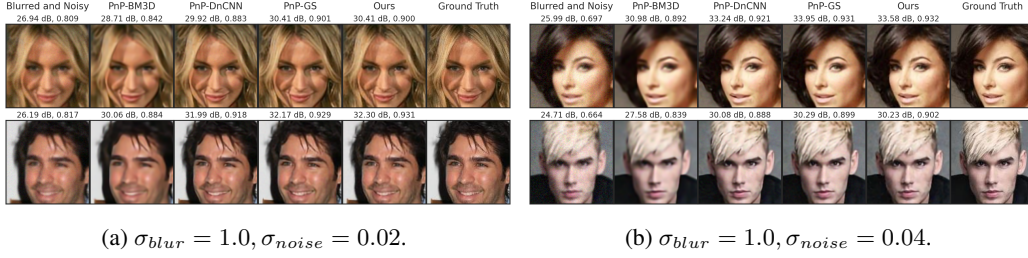 Blurred and Noisy PnP-BM3D PnP-DnCNN PnP-GS Ours Ground Truth
26.94 dB, 0.809 28.71 dB, 0.842 29.92 dB, 0.883 30.41 dB, 0.901 30.41 dB, 0.900
26.19 dB, 0.817 30.06 dB, 0.884 31.99 dB, 0.918 32.17 dB, 0.929 32.30 dB, 0.931
(a) σ_blur = 1.0, σ_noise = 0.02.
Blurred and Noisy PnP-BM3D PnP-DnCNN PnP-GS Ours Ground Truth
25.99 dB, 0.697 30.98 dB, 0.892 33.24 dB, 0.921 33.95 dB, 0.931 33.58 dB, 0.932
24.71 dB, 0.664 27.58 dB, 0.839 30.08 dB, 0.888 30.29 dB, 0.899 30.23 dB, 0.902
(b) σ_blur = 1.0, σ_noise = 0.04.